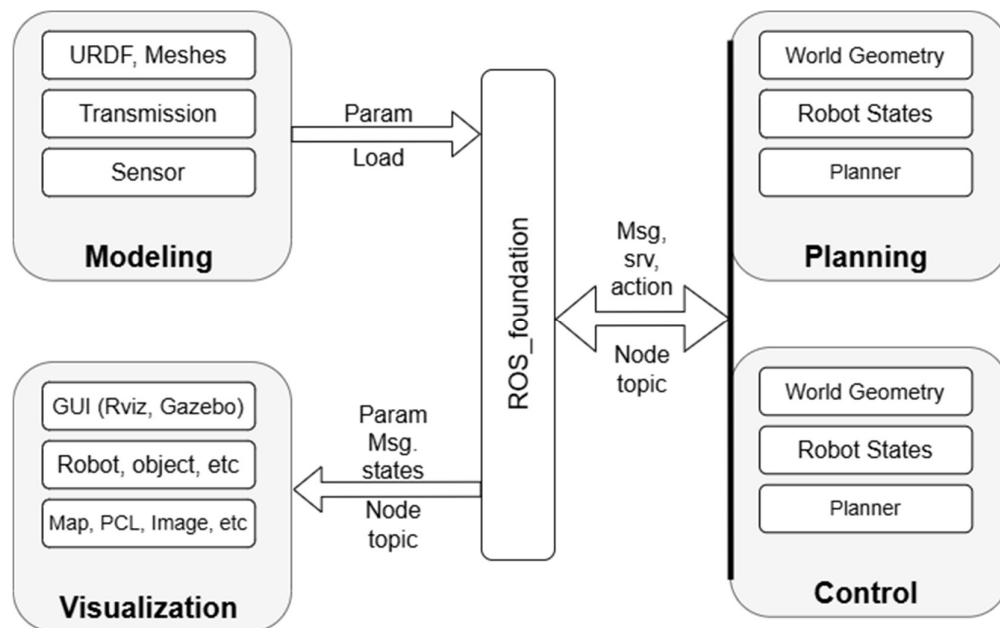 URDF, Meshes
Transmission
Sensor
Modeling
Param
Load
ROS_foundation
Msg,
srv,
action
Node
topic
World Geometry
Robot States
Planner
Planning
GUI (Rviz, Gazebo)
Robot, object, etc
Map, PCL, Image, etc
Visualization
Param
Msg.
states
Node
topic
World Geometry
Robot States
Planner
Control